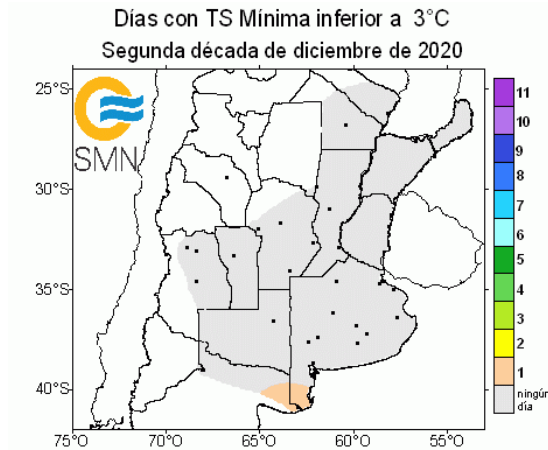 Días con TS Mínima inferior a 3°C
Segunda década de diciembre de 2020
SMN
25°S
30°S
35°S
40°S
75°O
70°O
65°O
60°O
55°O
11
10
9
8
7
6
5
4
3
2
1
ningún
día